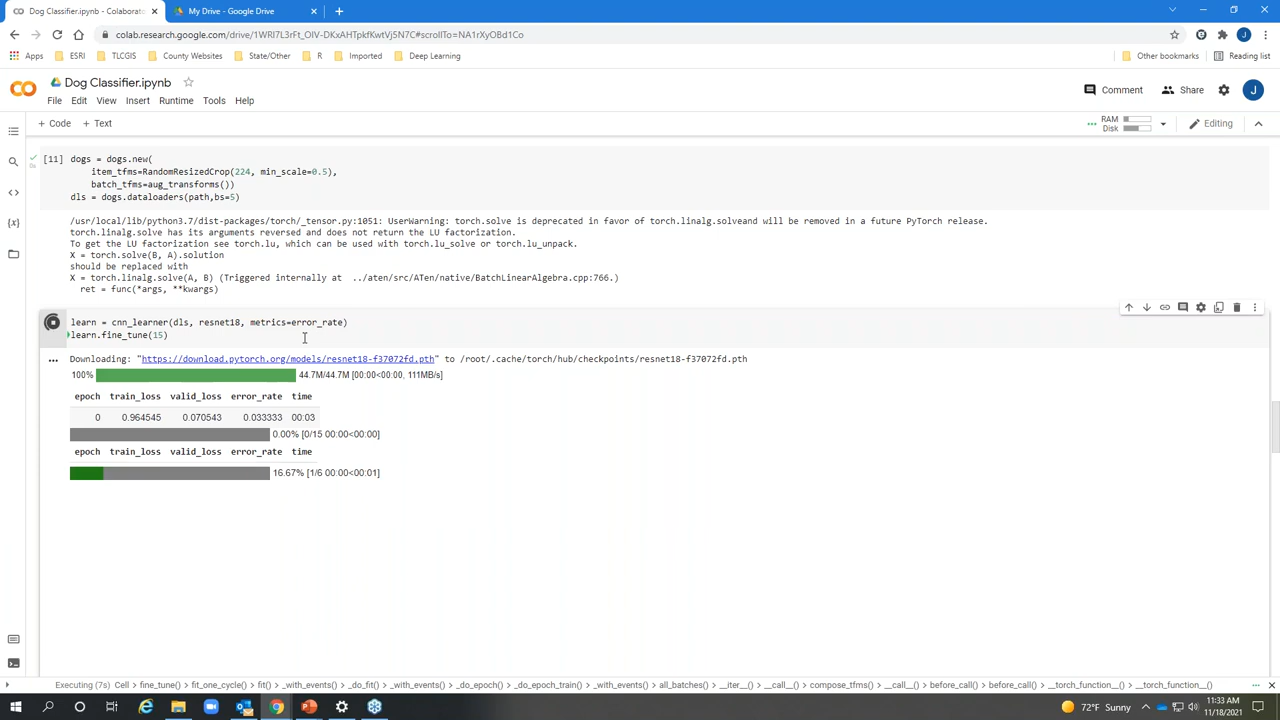 Dog Classifier.ipynb - Colaborato
My Drive - Google Drive
colab.research.google.com/drive/1WRI7L3rFt_OIV-DKxAHTpkfKwtVj5N7C#scrollTo=NA1rXyOBd1Co
Apps ESRI TLCGIS County Websites State/Other R Imported Deep Learning Other bookmarks Reading list
Dog Classifier.ipynb
Comment Share J
File Edit View Insert Runtime Tools Help
+ Code + Text
RAM
Disk
Editing
[11] dogs = dogs.new(
item_tfms=RandomResizedCrop(224, min_scale=0.5),
batch_tfms=aug_transforms())
dls = dogs.dataloaders(path,bs=5)
/usr/local/lib/python3.7/dist-packages/torch/_tensor.py:1051: UserWarning: torch.solve is deprecated in favor of torch.linalg.solveand will be removed in a future PyTorch release.
torch.linalg.solve has its arguments reversed and does not return the LU factorization.
To get the LU factorization see torch.lu, which can be used with torch.lu_solve or torch.lu_unpack.
X = torch.solve(B, A).solution
should be replaced with
X = torch.linalg.solve(A, B) (Triggered internally at ../aten/src/ATen/native/BatchLinearAlgebra.cpp:766.)
ret = func(*args, **kwargs)
learn = cnn_learner(dls, resnet18, metrics=error_rate)
learn.fine_tune(15)
Downloading: "https://download.pytorch.org/models/resnet18-f37072fd.pth" to /root/.cache/torch/hub/checkpoints/resnet18-f37072fd.pth
100% 44.7M/44.7M [00:00<00:00, 111MB/s]
epoch train_loss valid_loss error_rate time
0 0.964545 0.070543 0.033333 00:03
0.00% [0/15 00:00<00:00]
epoch train_loss valid_loss error_rate time
16.67% [1/6 00:00<00:01]
Executing (7s) Cell > fine_tune() > fit_one_cycle() > fit() > _with_events() > _do_fit() > _with_events() > _do_epoch() > _do_epoch_train() > _with_events() > all_batches() > __iter__() > __call__() > compose_tfms() > __call__() > before_call() > before_call() > __torch_function__() > __torch_function__()
72°F Sunny
11:33 AM
11/18/2021